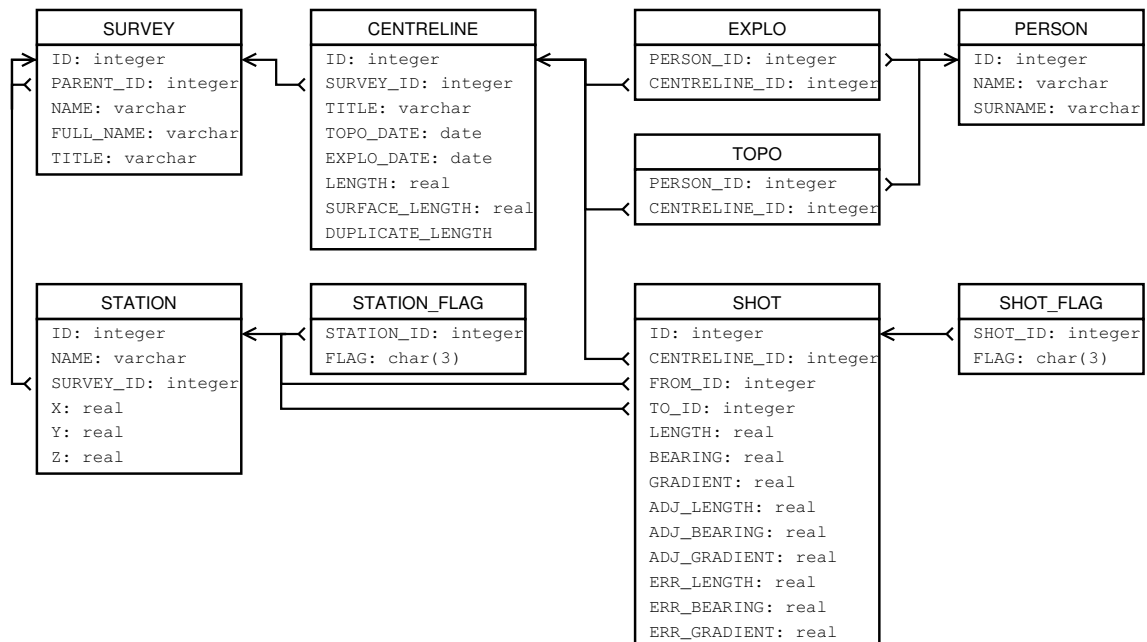 SURVEY
ID: integer
PARENT_ID: integer
NAME: varchar
FULL_NAME: varchar
TITLE: varchar
CENTRELINE
ID: integer
SURVEY_ID: integer
TITLE: varchar
TOPO_DATE: date
EXPLO_DATE: date
LENGTH: real
SURFACE_LENGTH: real
DUPLICATE_LENGTH
EXPLO
PERSON_ID: integer
CENTRELINE_ID: integer
PERSON
ID: integer
NAME: varchar
SURNAME: varchar
TOPO
PERSON_ID: integer
CENTRELINE_ID: integer
STATION
ID: integer
NAME: varchar
SURVEY_ID: integer
X: real
Y: real
Z: real
STATION_FLAG
STATION_ID: integer
FLAG: char(3)
SHOT
ID: integer
CENTRELINE_ID: integer
FROM_ID: integer
TO_ID: integer
LENGTH: real
BEARING: real
GRADIENT: real
ADJ_LENGTH: real
ADJ_BEARING: real
ADJ_GRADIENT: real
ERR_LENGTH: real
ERR_BEARING: real
ERR_GRADIENT: real
SHOT_FLAG
SHOT_ID: integer
FLAG: char(3)